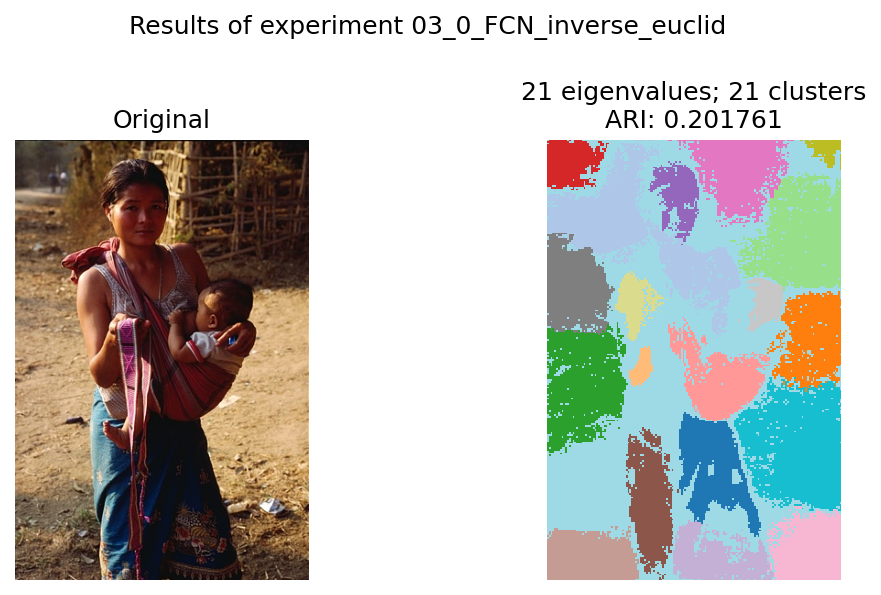 Results of experiment 03_0_FCN_inverse_euclid
Original
21 eigenvalues; 21 clusters
ARI: 0.201761